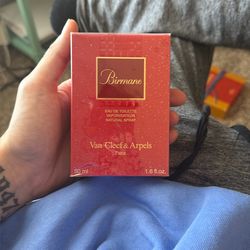 Birmane
EAU DE TOILETTE
VAPORISATEUR
NATURAL SPRAY
Van Cleef & Arpels
Paris
50 ml 1.6 fl.oz.